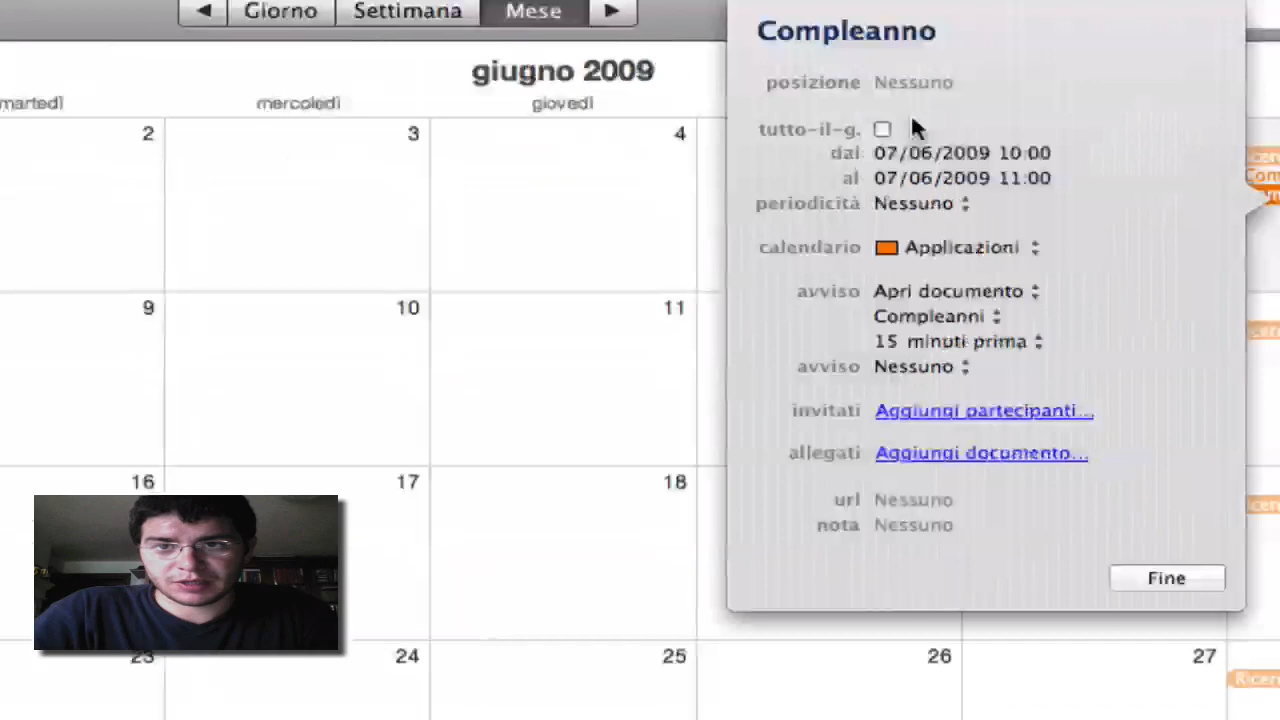 Giorno Settimana Mese
giugno 2009
martedì mercoledì giovedì
2 3 4
9 10 11
16 17 18
23 24 25 26 27
Compleanno
posizione Nessuno
tutto-il-g.
dal 07/06/2009 10:00
al 07/06/2009 11:00
periodicità Nessuno
calendario Applicazioni
avviso Apri documento
Compleanni
15 minuti prima
avviso Nessuno
invitati Aggiungi partecipanti...
allegati Aggiungi documento...
url Nessuno
nota Nessuno
Fine